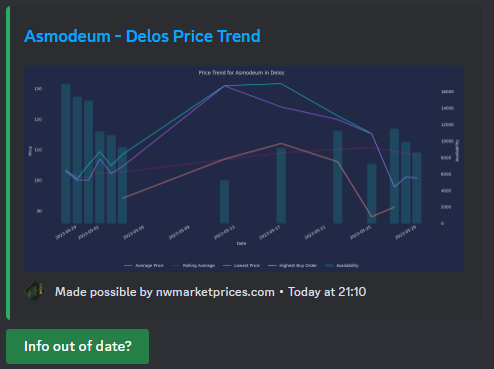 Asmodeum - Delos Price Trend
Price Trend for Asmodeum in Delos
130
120
110
100
90
Price
16000
14000
12000
10000
8000
6000
4000
2000
0
Availability
2023-04-29
2023-05-01
2023-05-05
2023-05-09
2023-05-13
2023-05-17
2023-05-21
2023-05-25
2023-05-29
Date
Average Price
Rolling Average
Lowest Price
Highest Buy Order
Availability
Made possible by nwmarketprices.com • Today at 21:10
Info out of date?